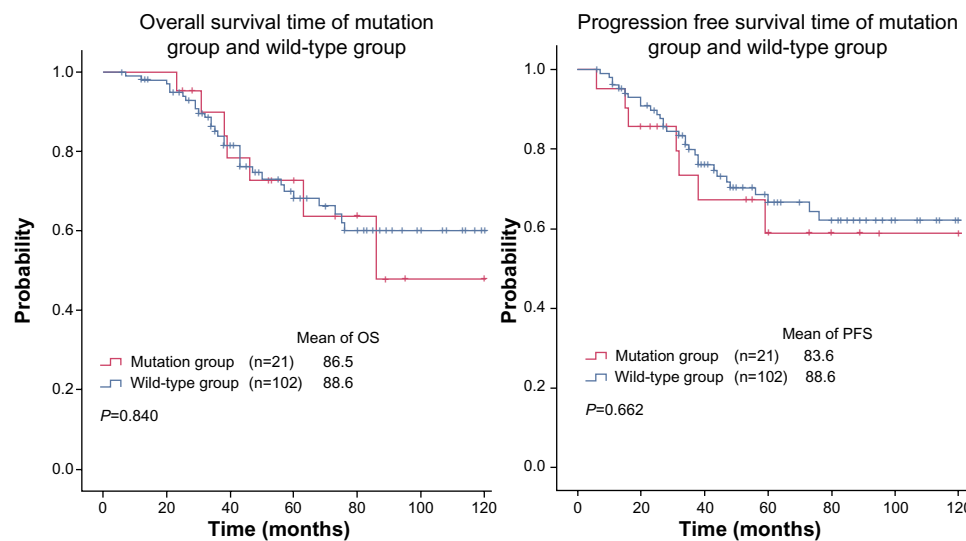 Overall survival time of mutation
group and wild-type group
1.0
0.8
0.6
0.4
0.2
0.0
Probability
Mean of OS
Mutation group (n=21) 86.5
Wild-type group (n=102) 88.6
P=0.840
0 20 40 60 80 100 120
Time (months)
Progression free survival time of mutation
group and wild-type group
1.0
0.8
0.6
0.4
0.2
0.0
Probability
Mean of PFS
Mutation group (n=21) 83.6
Wild-type group (n=102) 88.6
P=0.662
0 20 40 60 80 100 120
Time (months)